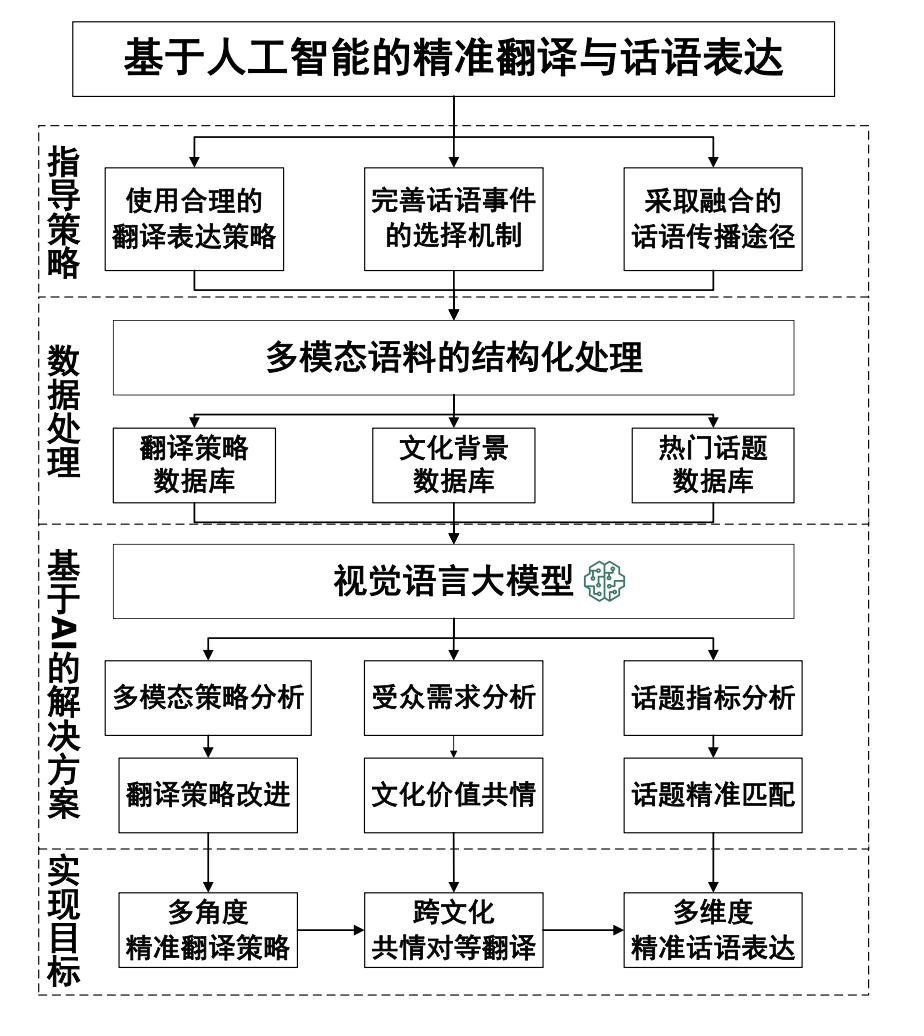 基于人工智能的精准翻译与话语表达
指导策略
使用合理的
翻译表达策略
完善话语事件
的选择机制
采取融合的
话语传播途径
数据处理
多模态语料的结构化处理
翻译策略
数据库
文化背景
数据库
热门话题
数据库
基于AI的解决方案
视觉语言大模型
多模态策略分析
受众需求分析
话题指标分析
翻译策略改进
文化价值共情
话题精准匹配
实现目标
多角度
精准翻译策略
跨文化
共情对等翻译
多维度
精准话语表达